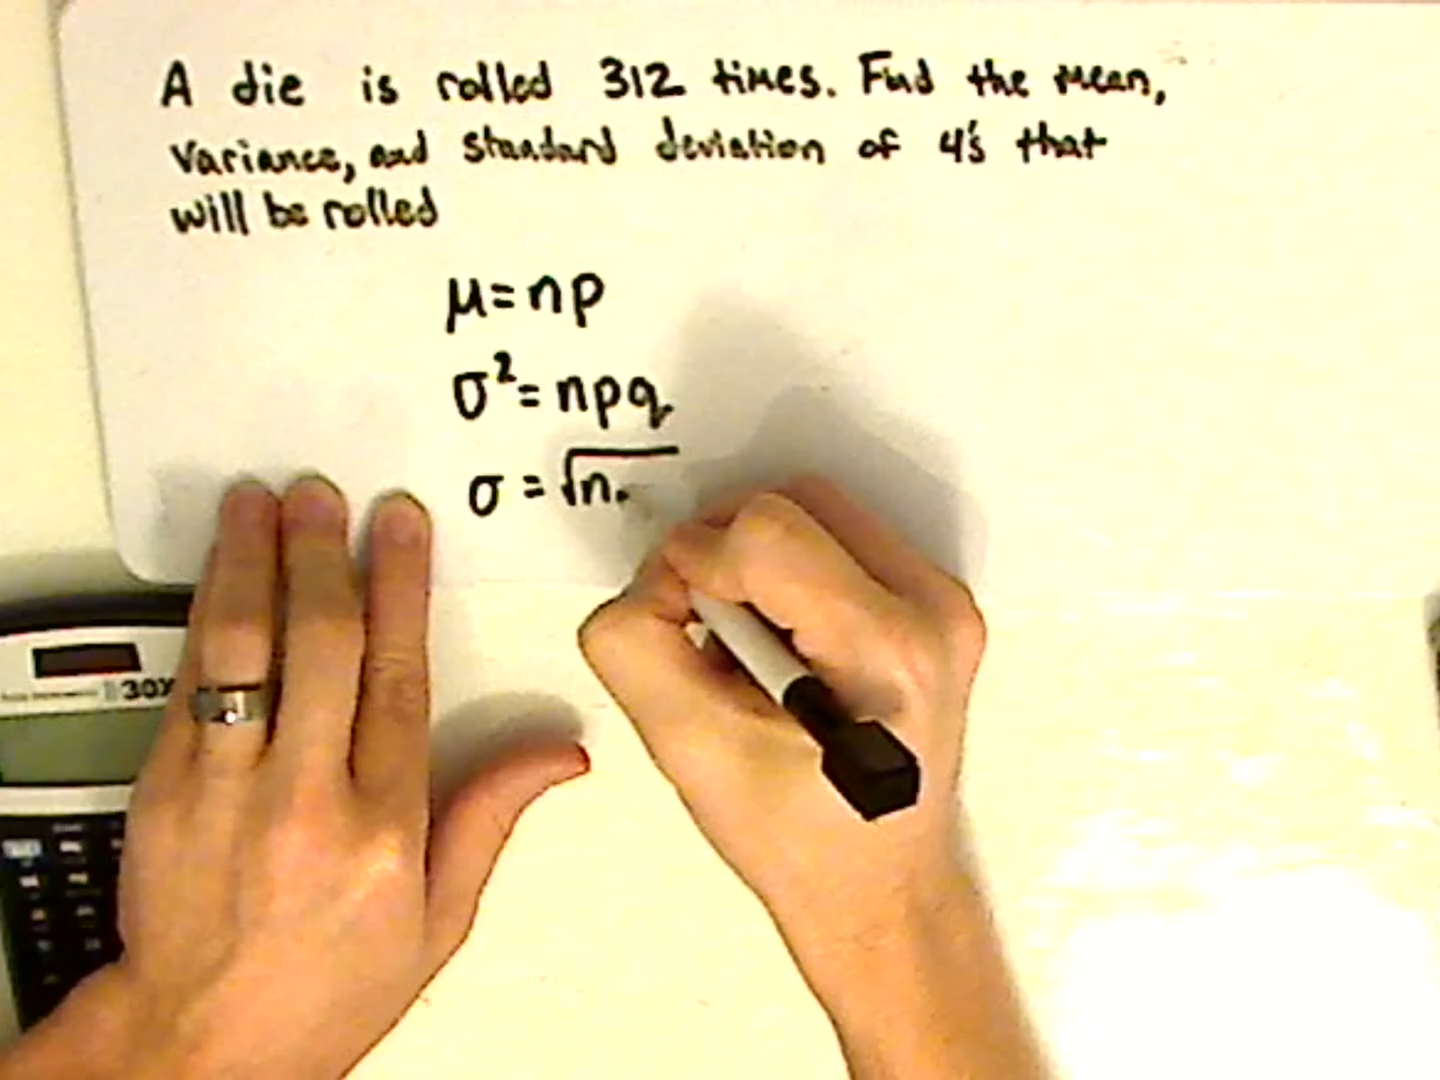 A die is rolled 312 times. Find the mean,
variance, and standard deviation of 4's that
will be rolled
μ=np
σ²=npq
σ=√n
30X